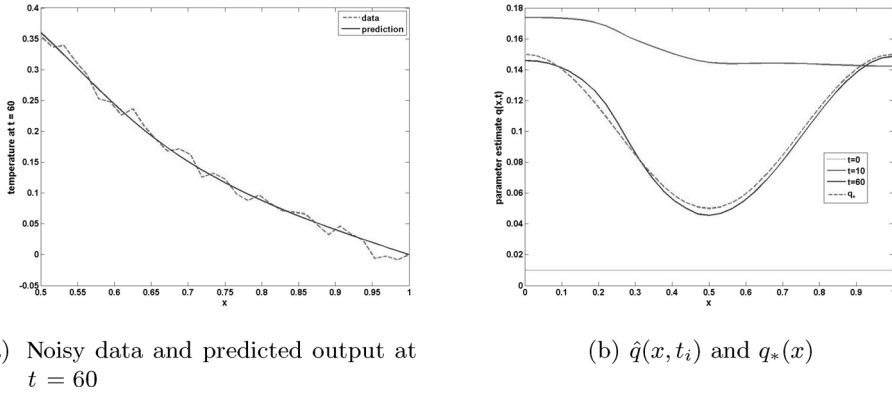 0.4
0.35
0.3
0.25
0.2
0.15
0.1
0.05
0
-0.05
temperature at t = 60
0.5 0.55 0.6 0.65 0.7 0.75 0.8 0.85 0.9 0.95 1
x
data
prediction
0.18
0.16
0.14
0.12
0.1
0.08
0.06
0.04
0.02
0
parameter estimate q(x,t)
0 0.1 0.2 0.3 0.4 0.5 0.6 0.7 0.8 0.9
x
t=0
t=10
t=60
q*
) Noisy data and predicted output at
t = 60
(b) q̂(x, tᵢ) and q*(x)